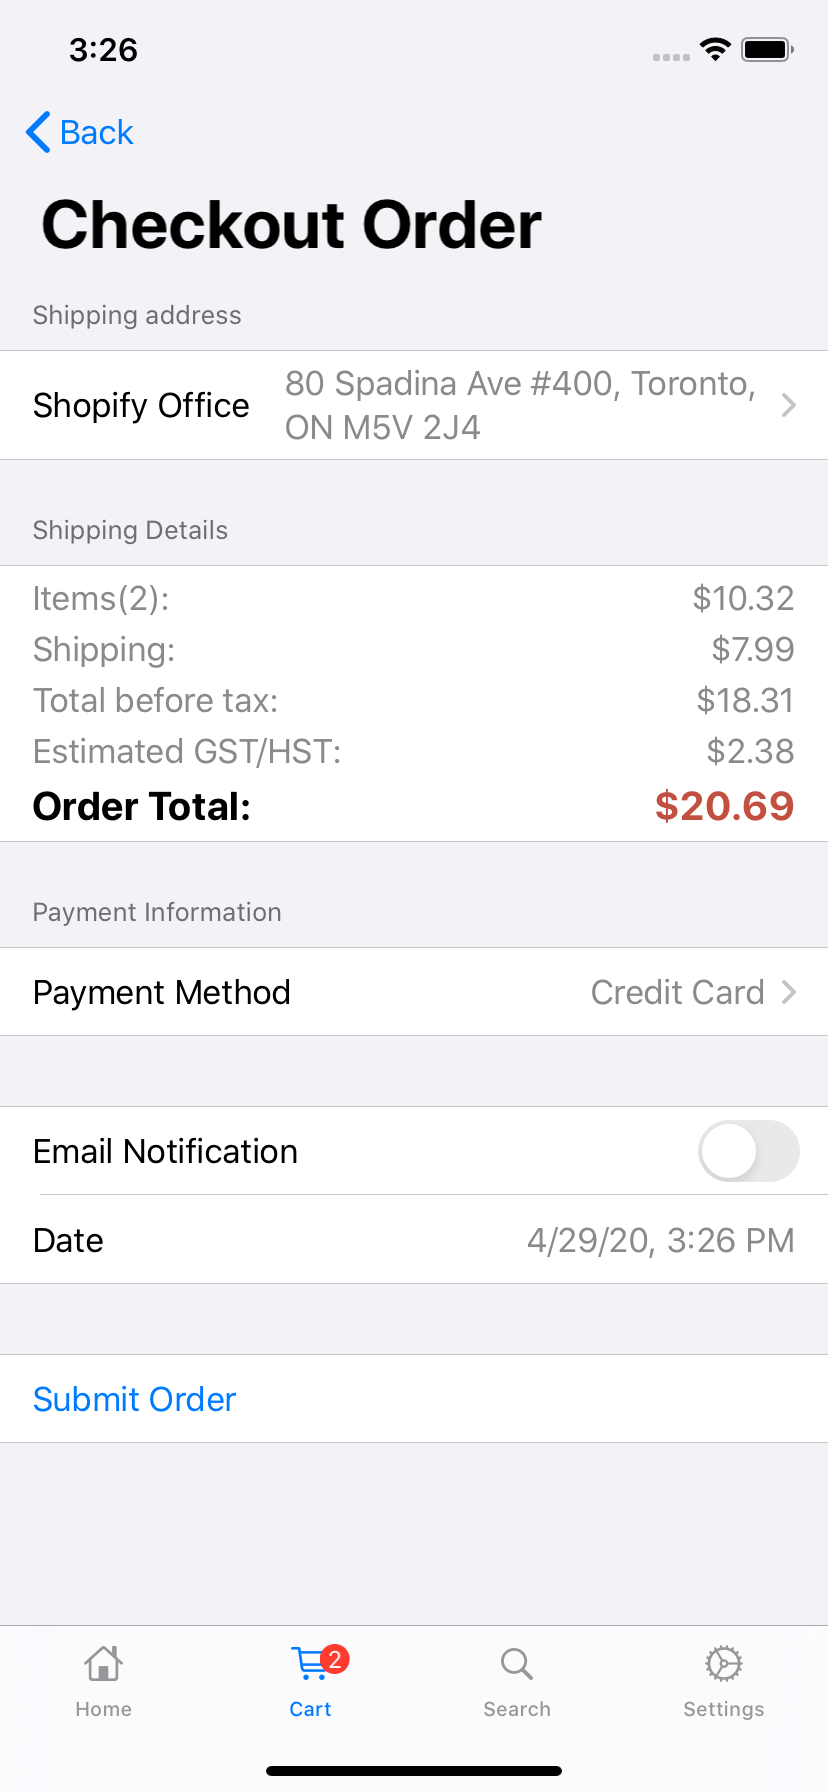 3:26
Back
Checkout Order
Shipping address
Shopify Office
80 Spadina Ave #400, Toronto,
ON M5V 2J4
Shipping Details
Items(2): $10.32
Shipping: $7.99
Total before tax: $18.31
Estimated GST/HST: $2.38
Order Total: $20.69
Payment Information
Payment Method Credit Card
Email Notification
Date 4/29/20, 3:26 PM
Submit Order
2
Home Cart Search Settings